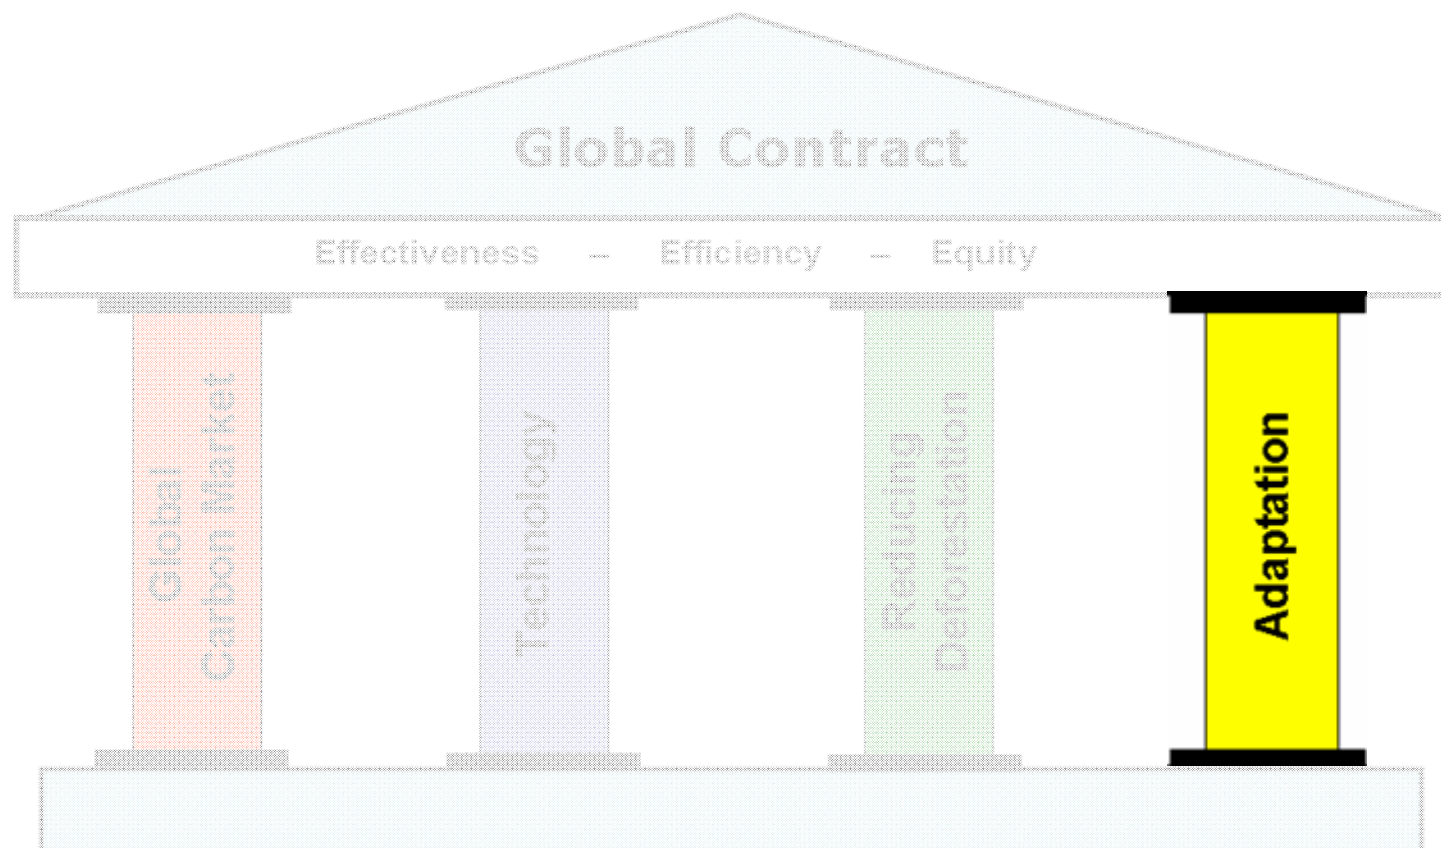 Global Contract
Effectiveness – Efficiency – Equity
Global
Carbon Market
Technology
Reducing
Deforestation
Adaptation